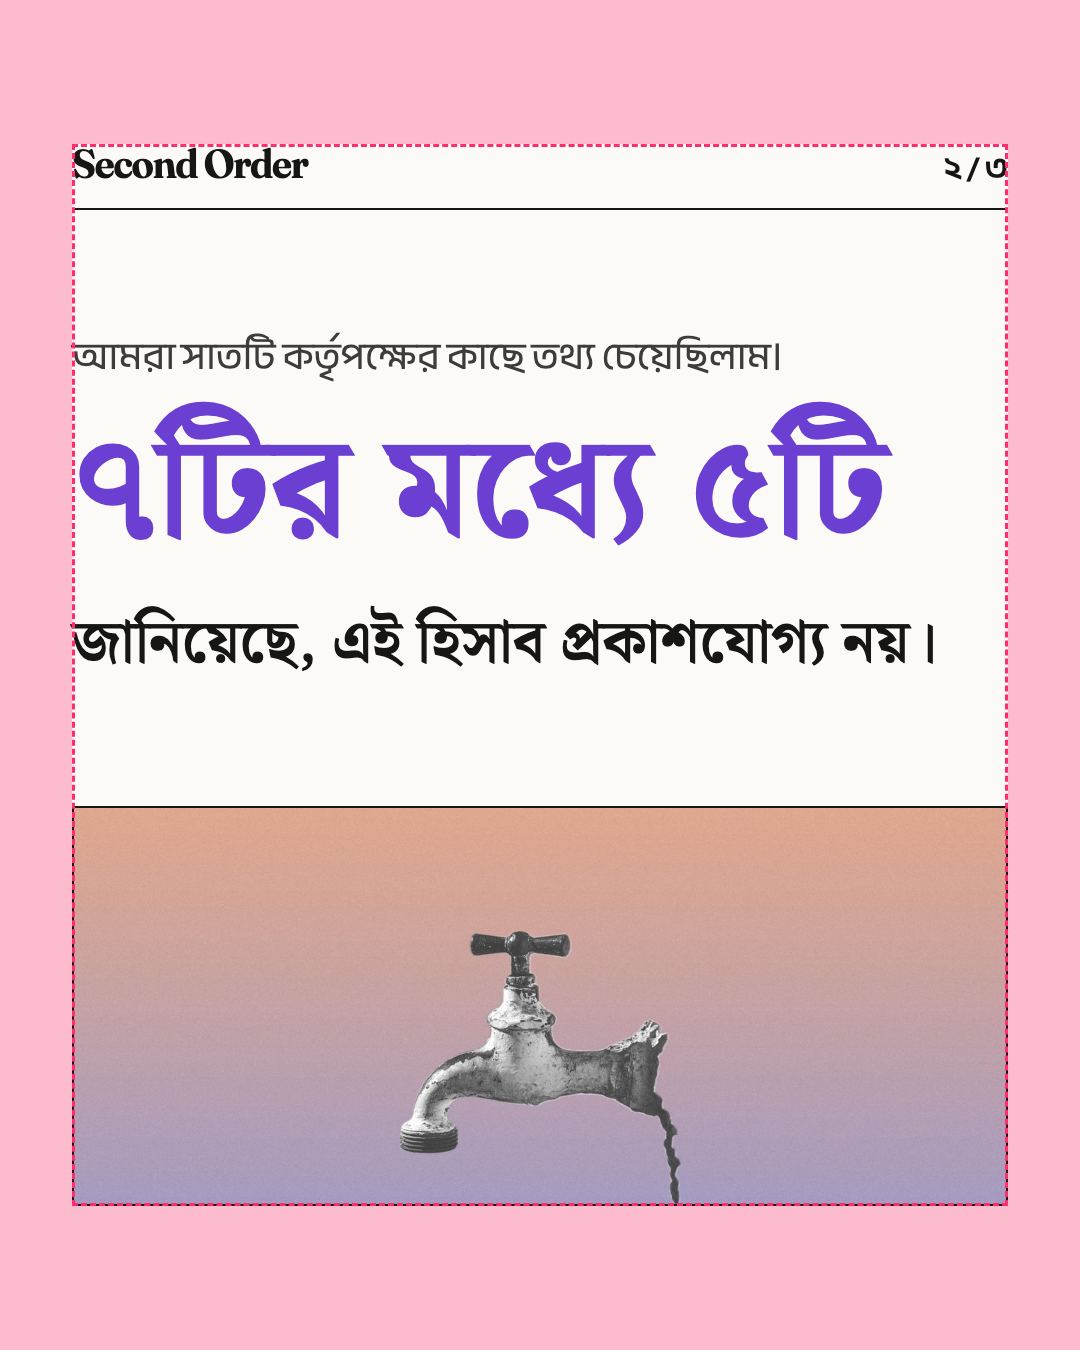 Second Order
২/৩
আমরা সাতটি কর্তৃপক্ষের কাছে তথ্য চেয়েছিলাম।
৭টির মধ্যে ৫টি
জানিয়েছে, এই হিসাব প্রকাশযোগ্য নয়।